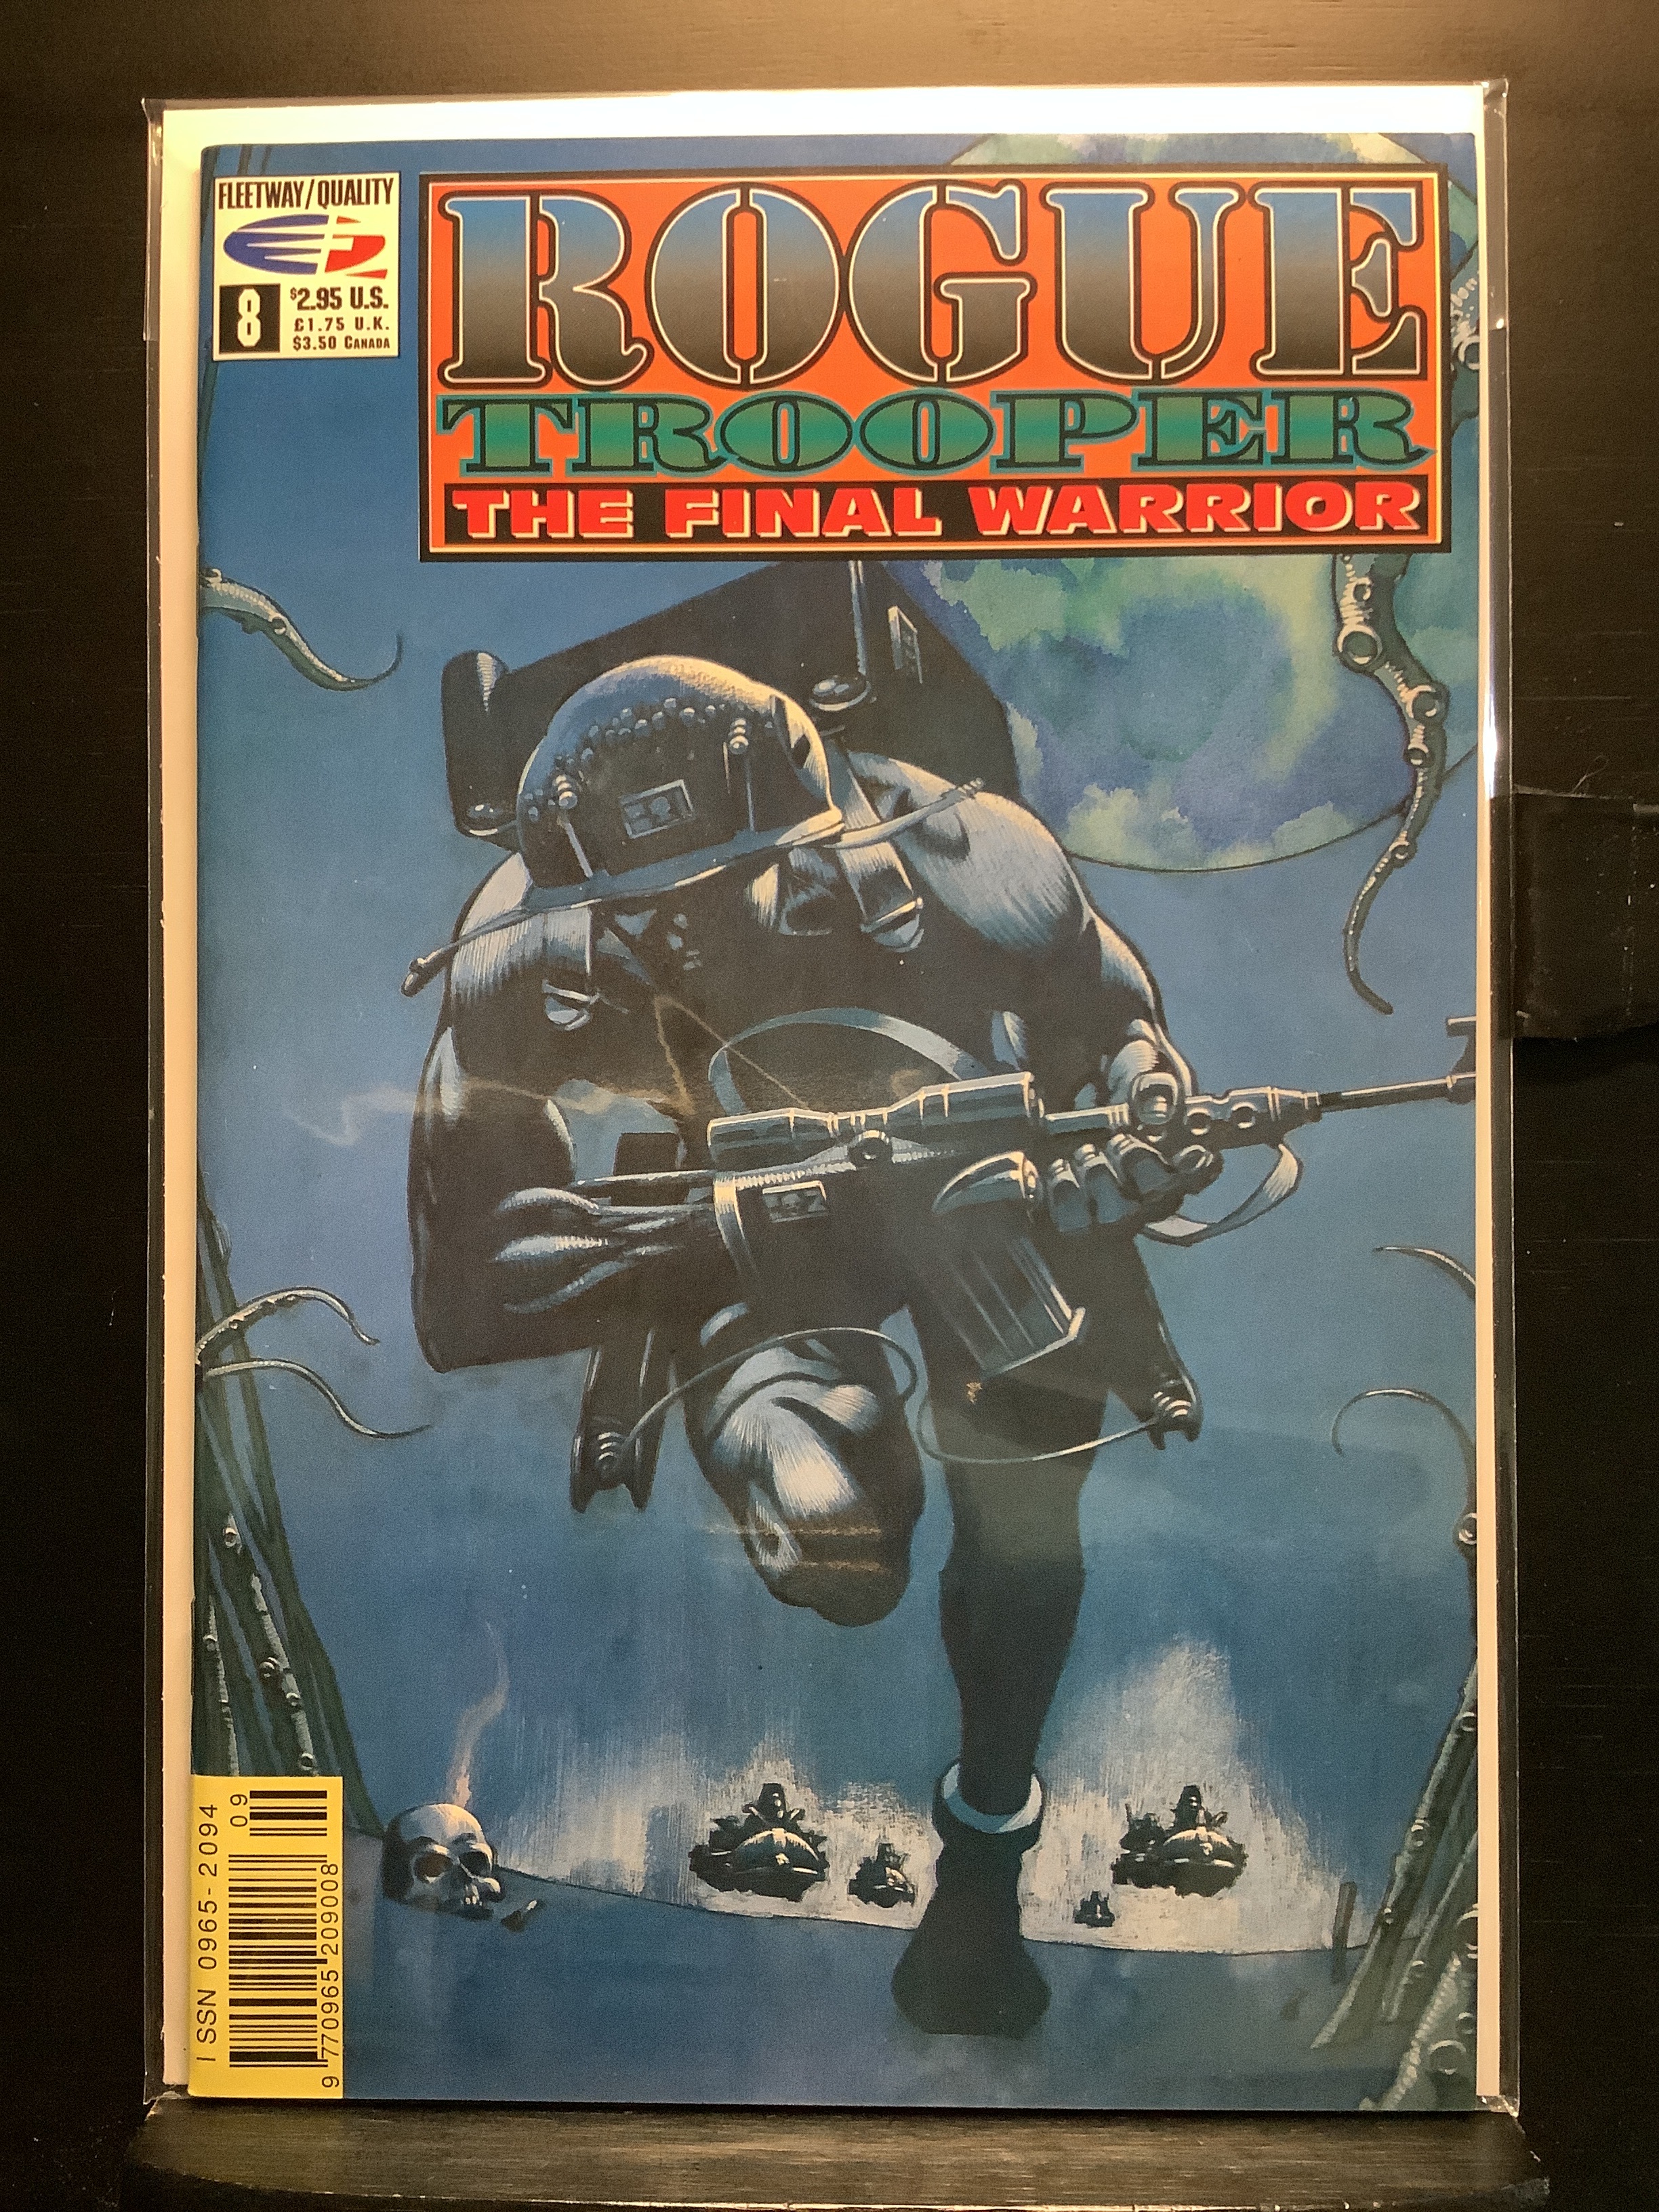 FLEETWAY/QUALITY
8
$2.95 U.S.
£1.75 U.K.
$3.50 CANADA
ROGUE
TROOPER
THE FINAL WARRIOR
ISSN 0965-2094
09
9 770965 209008